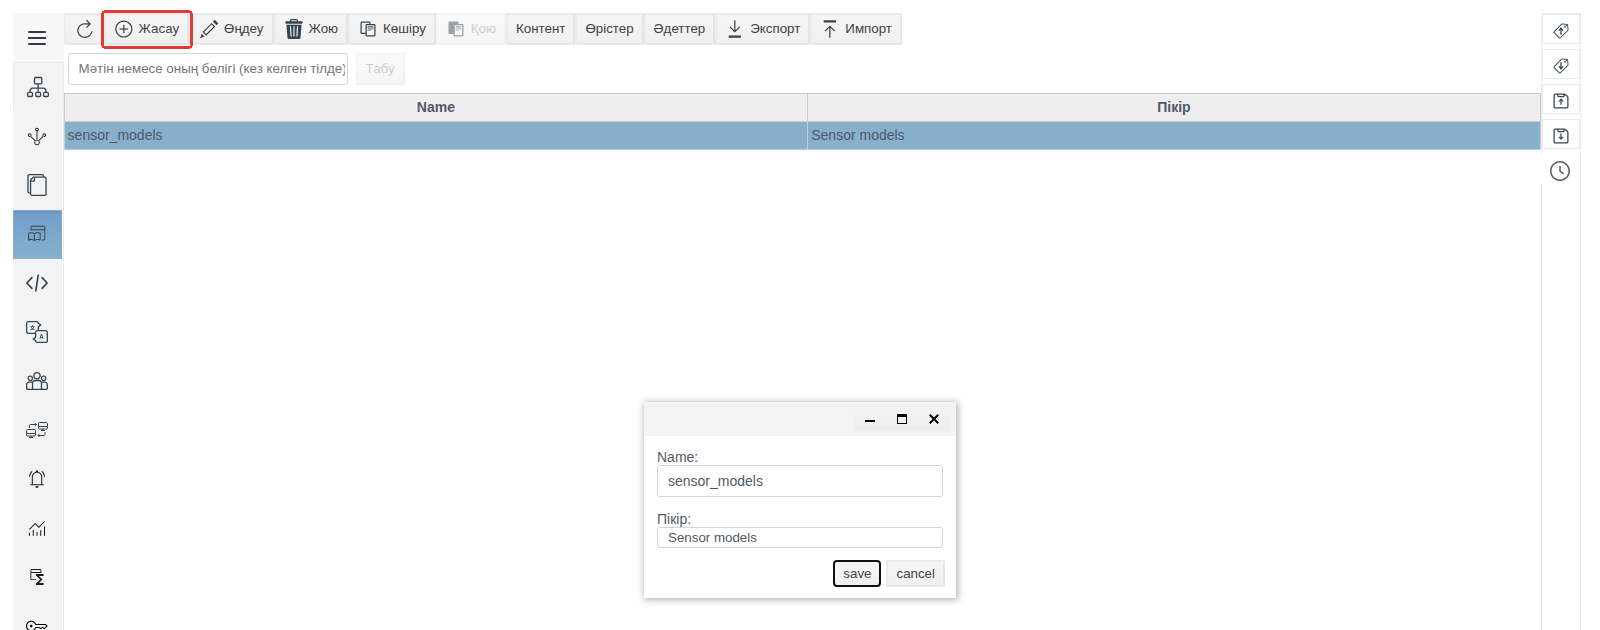 Жасау Өңдеу Жою Көшіру Қою Контент Өрістер Әдеттер Экспорт Импорт
Мәтін немесе оның бөлігі (кез келген тілде) Табу
Name Пікір
sensor_models Sensor models
Name:
sensor_models
Пікір:
Sensor models
save cancel